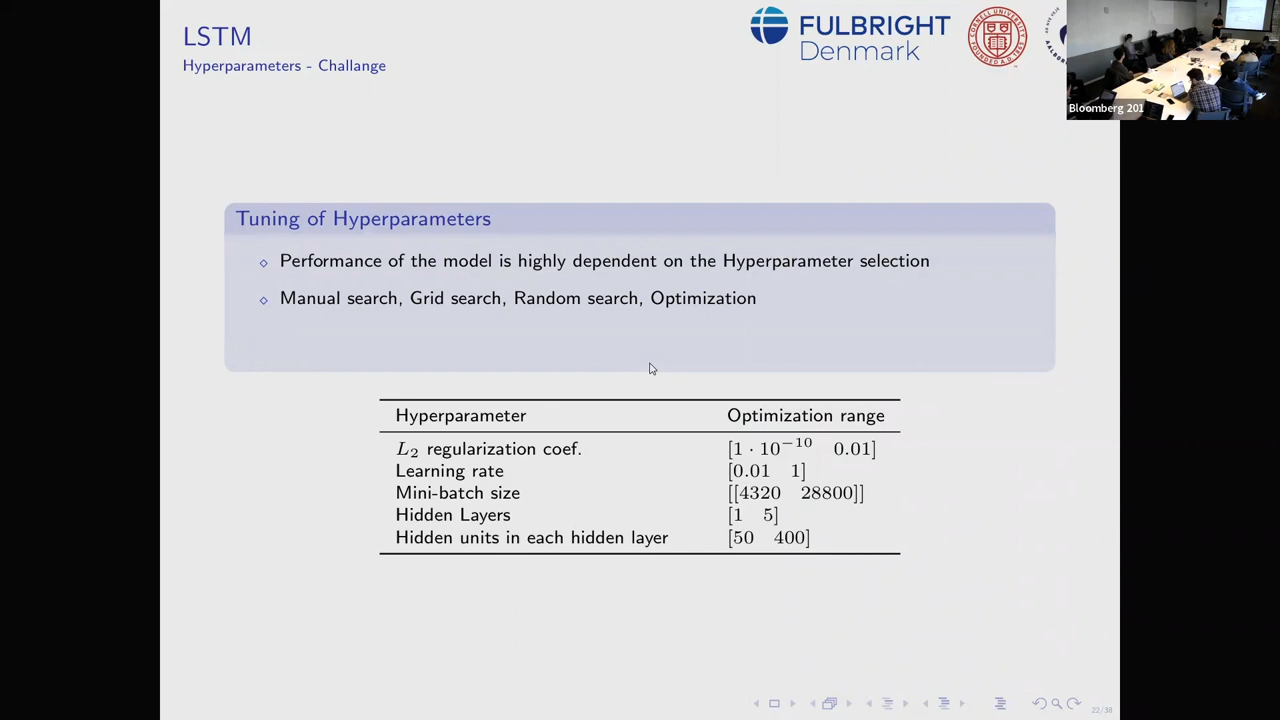 LSTM
Hyperparameters - Challange
FULBRIGHT
Denmark
Bloomberg 201
Tuning of Hyperparameters
◇ Performance of the model is highly dependent on the Hyperparameter selection
◇ Manual search, Grid search, Random search, Optimization
Hyperparameter Optimization range
L₂ regularization coef. [1 · 10⁻¹⁰ 0.01]
Learning rate [0.01 1]
Mini-batch size [[4320 28800]]
Hidden Layers [1 5]
Hidden units in each hidden layer [50 400]
22/38